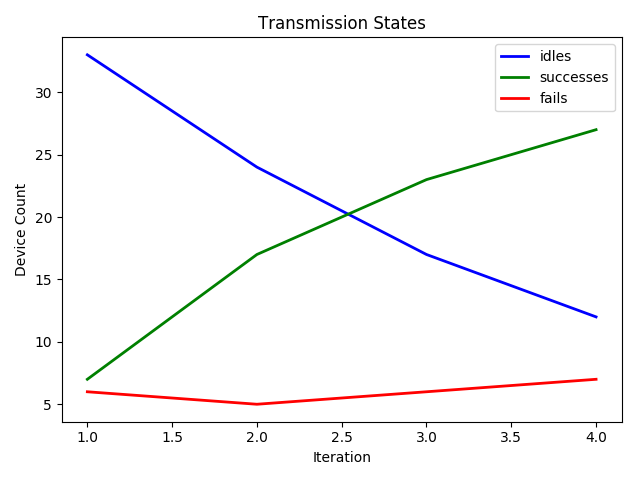 Transmission States
idles
successes
fails
Device Count
30
25
20
15
10
5
1.0 1.5 2.0 2.5 3.0 3.5 4.0
Iteration